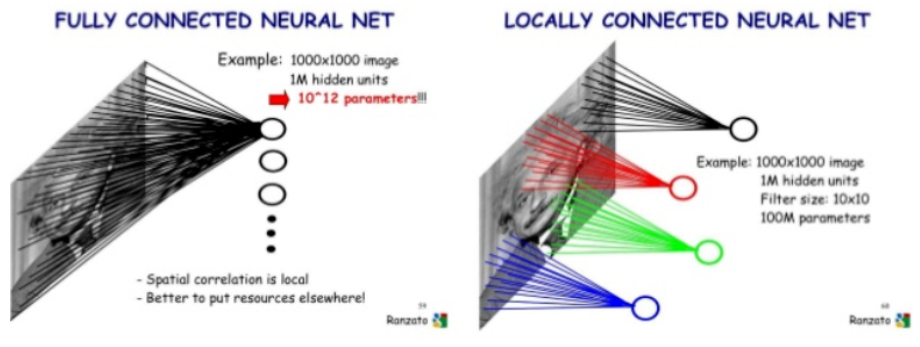 FULLY CONNECTED NEURAL NET
Example: 1000x1000 image
1M hidden units
10^12 parameters!!!
- Spatial correlation is local
- Better to put resources elsewhere!
59
Ranzato
LOCALLY CONNECTED NEURAL NET
Example: 1000x1000 image
1M hidden units
Filter size: 10x10
100M parameters
60
Ranzato